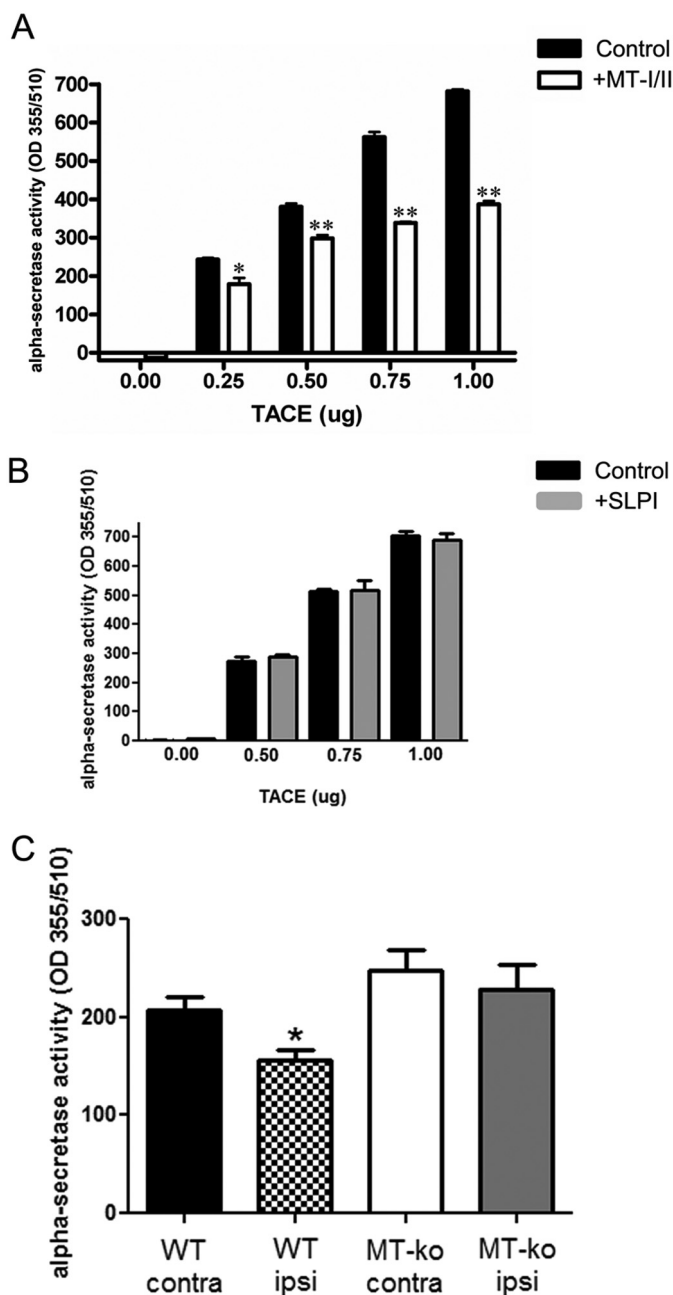 A
Control
+MT-I/II
alpha-secretase activity (OD 355/510)
700
600
500
400
300
200
100
0
*
**
**
**
0.00 0.25 0.50 0.75 1.00
TACE (ug)
B
Control
+SLPI
alpha-secretase activity (OD 355/510)
700
600
500
400
300
200
100
0
0.00 0.50 0.75 1.00
TACE (ug)
C
alpha-secretase activity (OD 355/510)
300
200
100
0
*
WT WT MT-ko MT-ko
contra ipsi contra ipsi